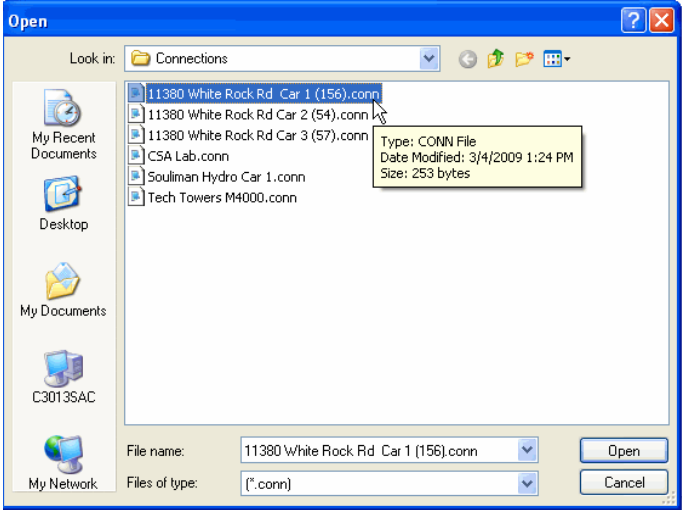 Open
Look in:
Connections
11380 White Rock Rd  Car 1 (156).conn
11380 White Rock Rd Car 2 (54).conn
11380 White Rock Rd Car 3 (57).conn
CSA Lab.conn
Souliman Hydro Car 1.conn
Tech Towers M4000.conn
Type: CONN File
Date Modified: 3/4/2009 1:24 PM
Size: 253 bytes
My Recent
Documents
Desktop
My Documents
C3013SAC
My Network
File name:
11380 White Rock Rd  Car 1 (156).conn
Open
Files of type:
(*.conn)
Cancel